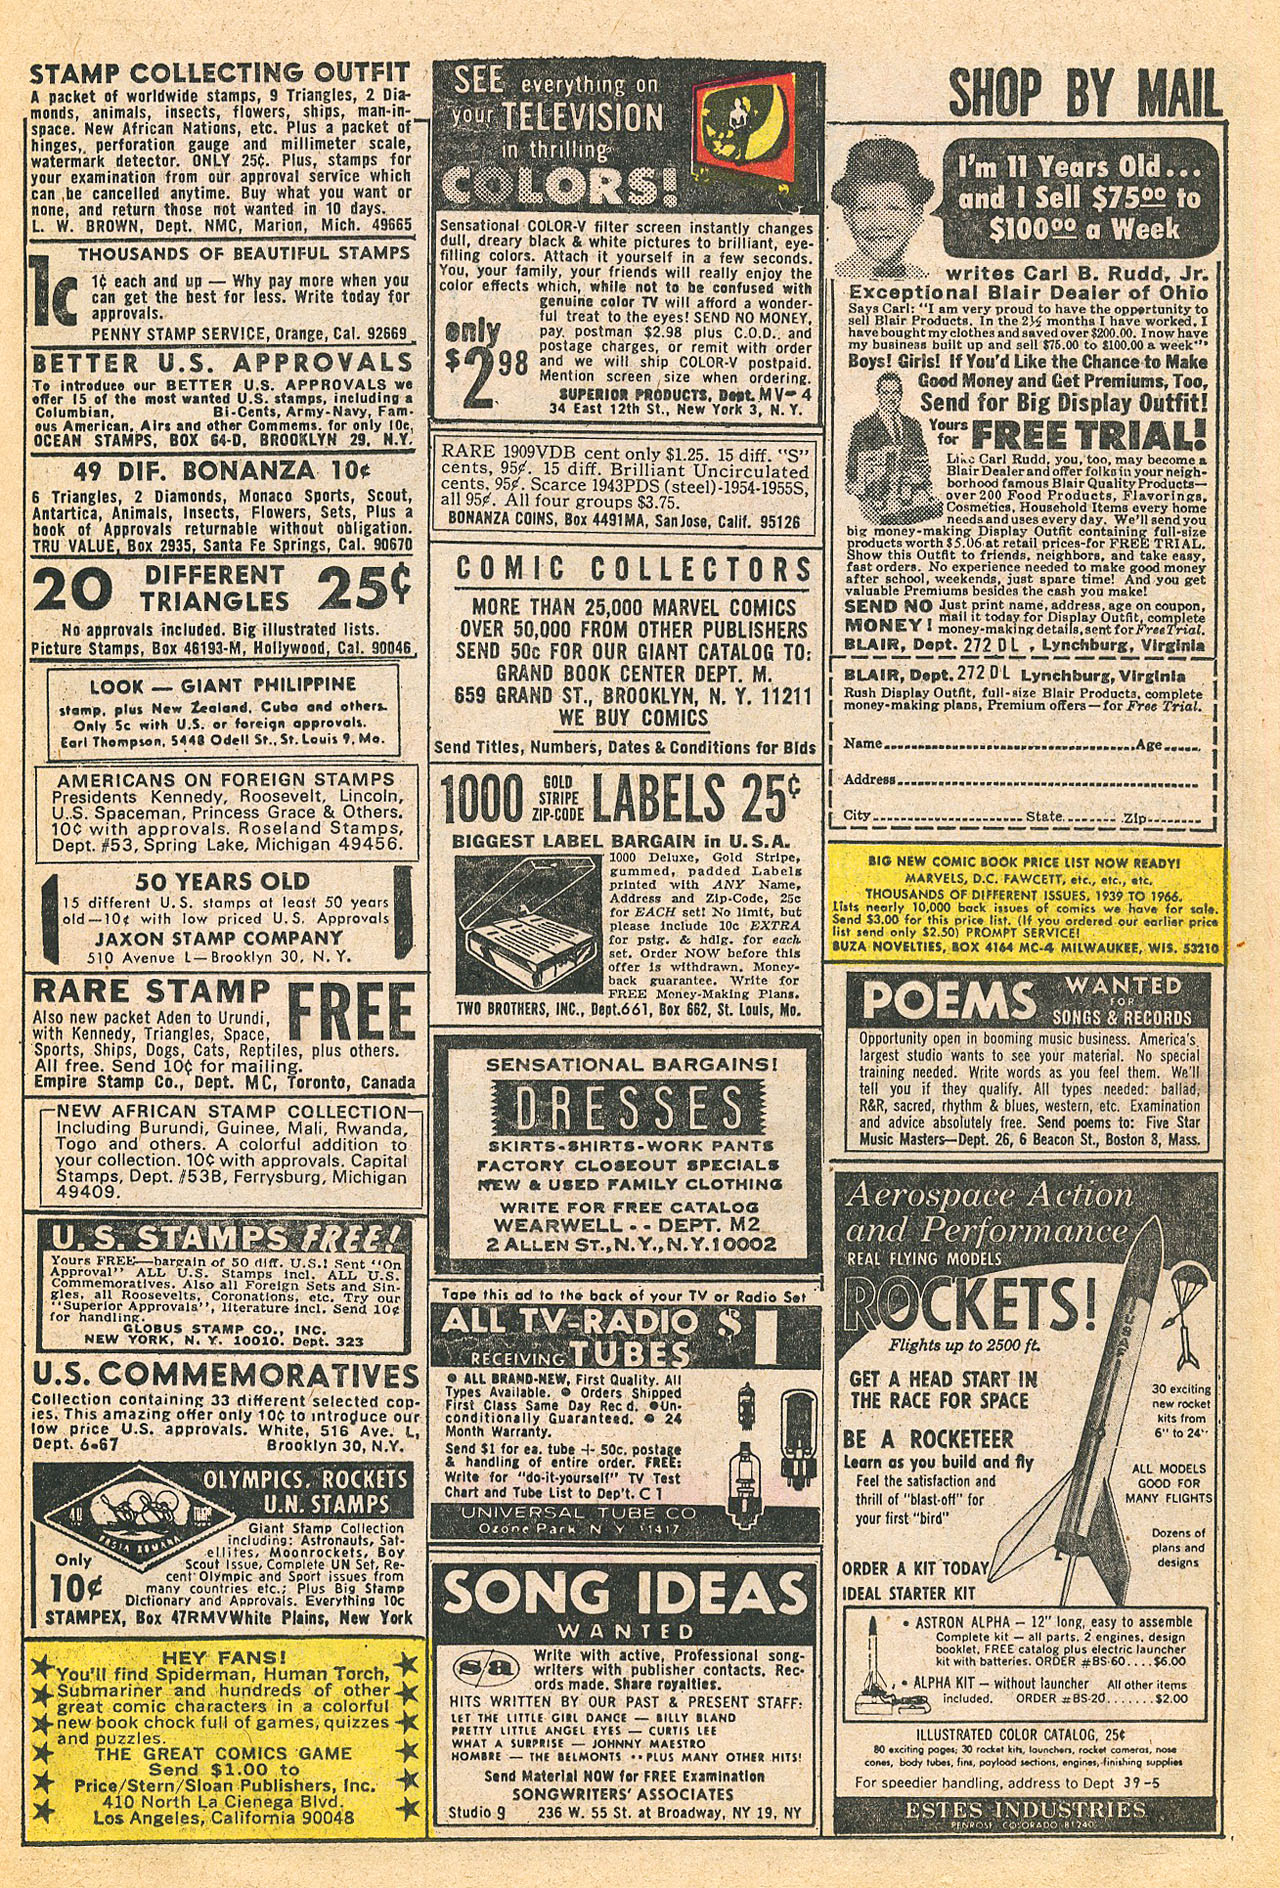 STAMP COLLECTING OUTFIT
A packet of worldwide stamps, 9 Triangles, 2 Dia-
monds, animals, insects, flowers, ships, man-in-
space. New African Nations, etc. Plus a packet of
hinges, perforation gauge and millimeter scale,
watermark detector. ONLY 25¢. Plus, stamps for
your examination from our approval service which
can be cancelled anytime. Buy what you want or
none, and return those not wanted in 10 days.
L. W. BROWN, Dept. NMC, Marion, Mich. 49665
THOUSANDS OF BEAUTIFUL STAMPS
1c
1¢ each and up — Why pay more when you
can get the best for less. Write today for
approvals.
PENNY STAMP SERVICE, Orange, Cal. 92669
BETTER U.S. APPROVALS
To introduce our BETTER U.S. APPROVALS we
offer 15 of the most wanted U.S. stamps, including a
Columbian, Bi-Cents, Army-Navy, Fam-
ous American, Airs and other Commems. for only 10c,
OCEAN STAMPS, BOX 64-D, BROOKLYN 29, N.Y.
49 DIF. BONANZA 10¢
6 Triangles, 2 Diamonds, Monaco Sports, Scout,
Antartica, Animals, Insects, Flowers, Sets, Plus a
book of Approvals returnable without obligation.
TRU VALUE, Box 2935, Santa Fe Springs, Cal. 90670
20 DIFFERENT TRIANGLES 25¢
No approvals included. Big illustrated lists.
Picture Stamps, Box 46193-M, Hollywood, Cal. 90046
LOOK — GIANT PHILIPPINE
stamp, plus New Zealand, Cuba and others.
Only 5c with U.S. or foreign approvals.
Earl Thompson, 5448 Odell St., St. Louis 9, Mo.
AMERICANS ON FOREIGN STAMPS
Presidents Kennedy, Roosevelt, Lincoln,
U.S. Spaceman, Princess Grace & Others.
10¢ with approvals. Roseland Stamps,
Dept. #53, Spring Lake, Michigan 49456.
50 YEARS OLD
15 different U.S. stamps at least 50 years
old—10¢ with low priced U.S. Approvals
JAXON STAMP COMPANY
510 Avenue L—Brooklyn 30, N.Y.
RARE STAMP FREE
Also new packet Aden to Urundi,
with Kennedy, Triangles, Space,
Sports, Ships, Dogs, Cats, Reptiles, plus others.
All free. Send 10¢ for mailing.
Empire Stamp Co., Dept. MC, Toronto, Canada
NEW AFRICAN STAMP COLLECTION
Including Burundi, Guinee, Mali, Rwanda,
Togo and others. A colorful addition to
your collection. 10¢ with approvals. Capital
Stamps, Dept. #53B, Ferrysburg, Michigan
49409.
U.S. STAMPS FREE!
Yours FREE—bargain of 50 diff. U.S.! Sent "On
Approval" ALL U.S. Stamps incl. ALL U.S.
Commemoratives. Also all Foreign Sets and Sin-
gles, all Roosevelts, Coronations, etc. Try our
"Superior Approvals", literature incl. Send 10¢
for handling.
GLOBUS STAMP CO., INC.
NEW YORK, N. Y. 10010. Dept. 323
U.S. COMMEMORATIVES
Collection containing 33 different selected cop-
ies. This amazing offer only 10¢ to introduce our
low price U.S. approvals. White, 516 Ave. L,
Dept. 6-67 Brooklyn 30, N.Y.
OLYMPICS, ROCKETS
U.N. STAMPS
40
POSTA ROMANA
Giant Stamp Collection
including: Astronauts, Sat-
ellites, Moonrockets, Boy
Scout Issue, Complete UN Set, Re-
cent Olympic and Sport issues from
many countries etc.; Plus Big Stamp
Dictionary and Approvals. Everything 10c
Only
10¢
STAMPEX, Box 47RMV White Plains, New York
HEY FANS!
You'll find Spiderman, Human Torch,
Submariner and hundreds of other
great comic characters in a colorful
new book chock full of games, quizzes
and puzzles.
THE GREAT COMICS GAME
Send $1.00 to
Price/Stern/Sloan Publishers, Inc.
410 North La Cienega Blvd.
Los Angeles, California 90048
SEE everything on
your TELEVISION
in thrilling
COLORS!
Sensational COLOR-V filter screen instantly changes
dull, dreary black & white pictures to brilliant, eye-
filling colors. Attach it yourself in a few seconds.
You, your family, your friends will really enjoy the
color effects which, while not to be confused with
genuine color TV will afford a wonder-
ful treat to the eyes! SEND NO MONEY,
pay postman $2.98 plus C.O.D. and
postage charges, or remit with order
and we will ship COLOR-V postpaid.
Mention screen size when ordering.
only
$2.98
SUPERIOR PRODUCTS, Dept. MV-4
34 East 12th St., New York 3, N. Y.
RARE 1909VDB cent only $1.25. 15 diff. "S"
cents, 95¢. 15 diff. Brilliant Uncirculated
cents, 95¢. Scarce 1943PDS (steel)-1954-1955S,
all 95¢. All four groups $3.75.
BONANZA COINS, Box 4491MA, San Jose, Calif. 95126
COMIC COLLECTORS
MORE THAN 25,000 MARVEL COMICS
OVER 50,000 FROM OTHER PUBLISHERS
SEND 50c FOR OUR GIANT CATALOG TO:
GRAND BOOK CENTER DEPT. M.
659 GRAND ST., BROOKLYN, N. Y. 11211
WE BUY COMICS
Send Titles, Numbers, Dates & Conditions for Bids
1000 GOLD STRIPE ZIP-CODE LABELS 25¢
BIGGEST LABEL BARGAIN in U.S.A.
1000 Deluxe, Gold Stripe,
gummed, padded Labels
printed with ANY Name,
Address and Zip-Code, 25c
for EACH set! No limit, but
please include 10c EXTRA
for pstg. & hdlg. for each
set. Order NOW before this
offer is withdrawn. Money-
back guarantee. Write for
FREE Money-Making Plans.
TWO BROTHERS, INC., Dept.661, Box 662, St. Louis, Mo.
SENSATIONAL BARGAINS!
DRESSES
SKIRTS-SHIRTS-WORK PANTS
FACTORY CLOSEOUT SPECIALS
NEW & USED FAMILY CLOTHING
WRITE FOR FREE CATALOG
WEARWELL -- DEPT. M2
2 ALLEN ST., N.Y., N.Y. 10002
Tape this ad to the back of your TV or Radio Set
ALL TV-RADIO $1
RECEIVING TUBES
● ALL BRAND-NEW, First Quality. All
Types Available. ● Orders Shipped
First Class Same Day Rec'd. ●Un-
conditionally Guaranteed. ● 24
Month Warranty.
Send $1 for ea. tube + 50c. postage
& handling of entire order. FREE:
Write for "do-it-yourself" TV Test
Chart and Tube List to Dep't. C1
UNIVERSAL TUBE CO
Ozone Park N Y 11417
SONG IDEAS
WANTED
s/a
Write with active, Professional song-
writers with publisher contacts. Rec-
ords made. Share royalties.
HITS WRITTEN BY OUR PAST & PRESENT STAFF:
LET THE LITTLE GIRL DANCE — BILLY BLAND
PRETTY LITTLE ANGEL EYES — CURTIS LEE
WHAT A SURPRISE — JOHNNY MAESTRO
HOMBRE — THE BELMONTS ••PLUS MANY OTHER HITS!
Send Material NOW for FREE Examination
SONGWRITERS' ASSOCIATES
Studio 9 236 W. 55 St. at Broadway, NY 19, NY
SHOP BY MAIL
I'm 11 Years Old...
and I Sell $75.00 to
$100.00 a Week
writes Carl B. Rudd, Jr.
Exceptional Blair Dealer of Ohio
Says Carl: "I am very proud to have the opportunity to
sell Blair Products. In the 2½ months I have worked, I
have bought my clothes and saved over $200.00. I now have
my business built up and sell $75.00 to $100.00 a week"
Boys! Girls! If You'd Like the Chance to Make
Good Money and Get Premiums, Too,
Send for Big Display Outfit!
Yours for FREE TRIAL!
Like Carl Rudd, you, too, may become a
Blair Dealer and offer folks in your neigh-
borhood famous Blair Quality Products—
over 200 Food Products, Flavorings,
Cosmetics, Household Items every home
needs and uses every day. We'll send you
big money-making Display Outfit containing full-size
products worth $5.06 at retail prices-for FREE TRIAL.
Show this Outfit to friends, neighbors, and take easy,
fast orders. No experience needed to make good money
after school, weekends, just spare time! And you get
valuable Premiums besides the cash you make!
SEND NO MONEY! Just print name, address, age on coupon,
mail it today for Display Outfit, complete
money-making details, sent for Free Trial.
BLAIR, Dept. 272 DL , Lynchburg, Virginia
BLAIR, Dept. 272 DL Lynchburg, Virginia
Rush Display Outfit, full-size Blair Products, complete
money-making plans, Premium offers—for Free Trial.
Name Age
Address
City State Zip
BIG NEW COMIC BOOK PRICE LIST NOW READY!
MARVELS, D.C. FAWCETT, etc., etc., etc.
THOUSANDS OF DIFFERENT ISSUES, 1939 TO 1966.
Lists nearly 10,000 back issues of comics we have for sale.
Send $3.00 for this price list. (If you ordered our earlier price
list send only $2.50) PROMPT SERVICE!
BUZA NOVELTIES, BOX 4164 MC-4 MILWAUKEE, WIS. 53210
POEMS WANTED
FOR
SONGS & RECORDS
Opportunity open in booming music business. America's
largest studio wants to see your material. No special
training needed. Write words as you feel them. We'll
tell you if they qualify. All types needed: ballad,
R&R, sacred, rhythm & blues, western, etc. Examination
and advice absolutely free. Send poems to: Five Star
Music Masters—Dept. 26, 6 Beacon St., Boston 8, Mass.
Aerospace Action
and Performance
REAL FLYING MODELS
ROCKETS!
Flights up to 2500 ft.
GET A HEAD START IN
THE RACE FOR SPACE
BE A ROCKETEER
Learn as you build and fly
Feel the satisfaction and
thrill of "blast-off" for
your first "bird"
ORDER A KIT TODAY
IDEAL STARTER KIT
30 exciting
new rocket
kits from
6" to 24"
ALL MODELS
GOOD FOR
MANY FLIGHTS
Dozens of
plans and
designs
• ASTRON ALPHA — 12" long, easy to assemble
Complete kit — all parts, 2 engines, design
booklet, FREE catalog plus electric launcher
kit with batteries. ORDER #BS-60....$6.00
• ALPHA KIT — without launcher All other items
included. ORDER #BS-20.......$2.00
ILLUSTRATED COLOR CATALOG, 25¢
80 exciting pages; 30 rocket kits, launchers, rocket cameras, nose
cones, body tubes, fins, payload sections, engines, finishing supplies
For speedier handling, address to Dept 39-5
ESTES INDUSTRIES
PENROSE COLORADO 81240